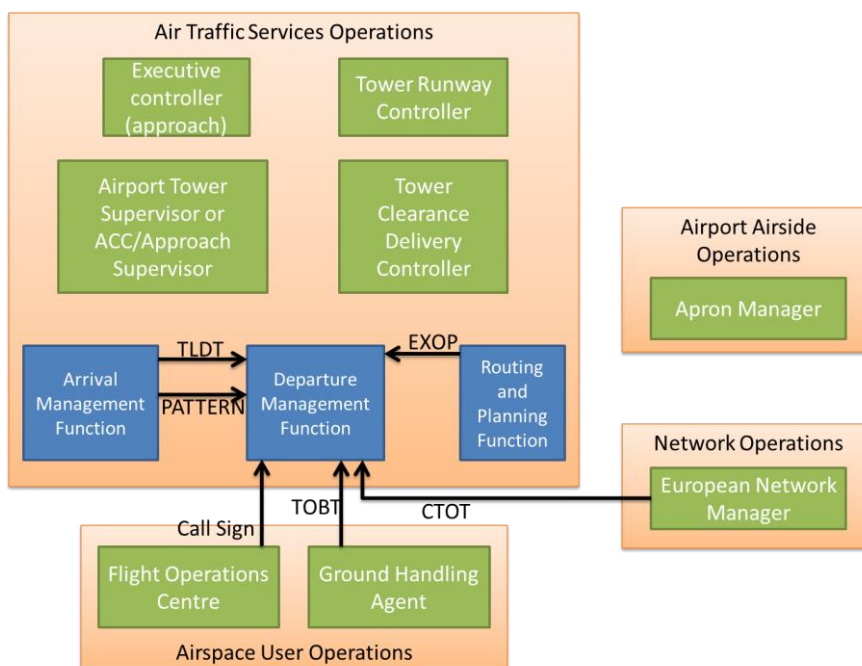 Air Traffic Services Operations
Executive
controller
(approach)
Tower Runway
Controller
Airport Tower
Supervisor or
ACC/Approach
Supervisor
Tower
Clearance
Delivery
Controller
Airport Airside
Operations
Apron Manager
TLDT
EXOP
Arrival
Management
Function
PATTERN
Departure
Management
Function
Routing
and
Planning
Function
Network Operations
European Network
Manager
TOBT
CTOT
Call Sign
Flight Operations
Centre
Ground Handling
Agent
Airspace User Operations